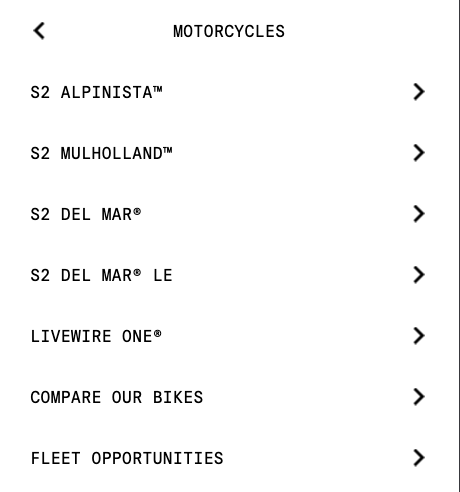 MOTORCYCLES
S2 ALPINISTA™
S2 MULHOLLAND™
S2 DEL MAR®
S2 DEL MAR® LE
LIVEWIRE ONE®
COMPARE OUR BIKES
FLEET OPPORTUNITIES